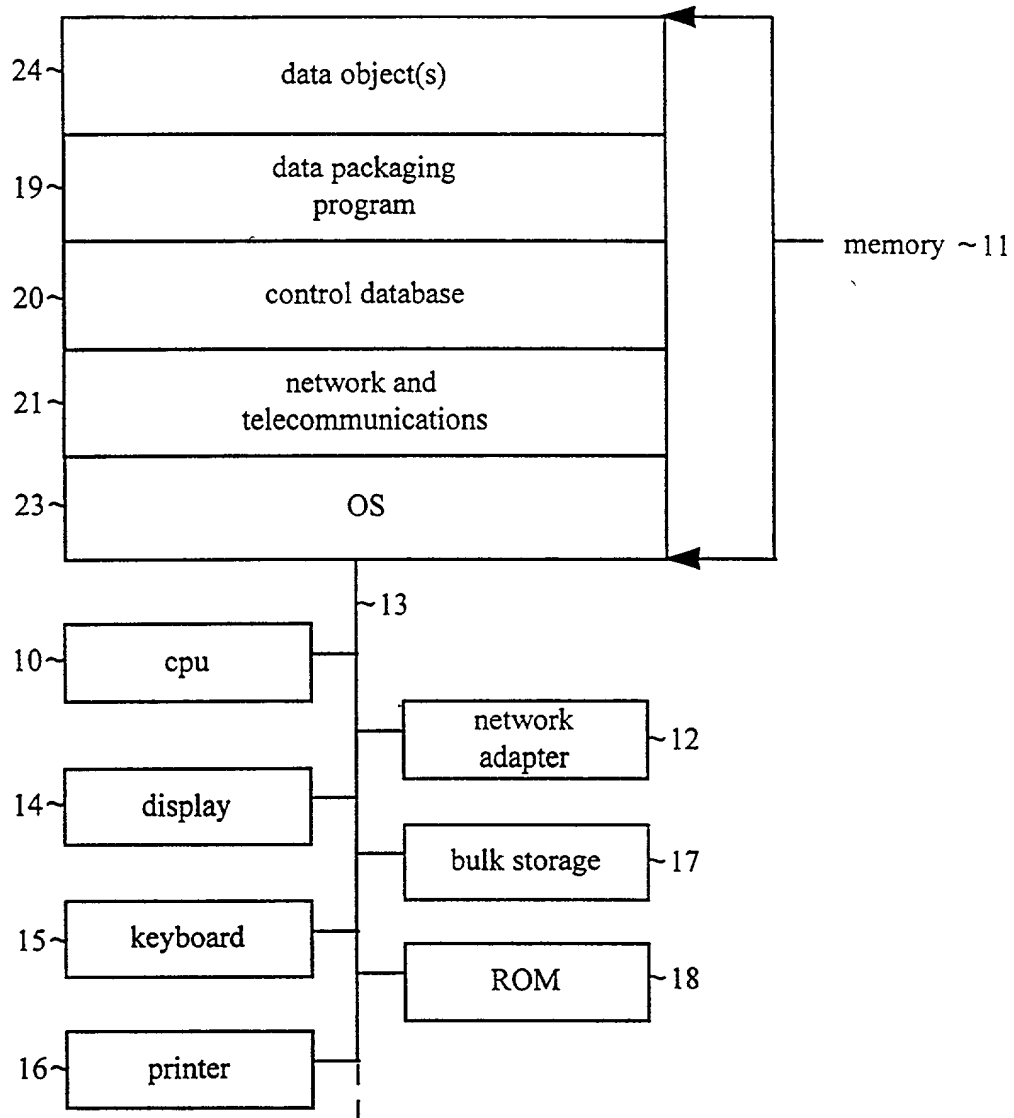 24~ data object(s)
19~ data packaging
program
memory ~11
20~ control database
21~ network and
telecommunications
23~ OS
~13
10~ cpu
network
adapter ~12
14~ display
bulk storage ~17
15~ keyboard
ROM ~18
16~ printer